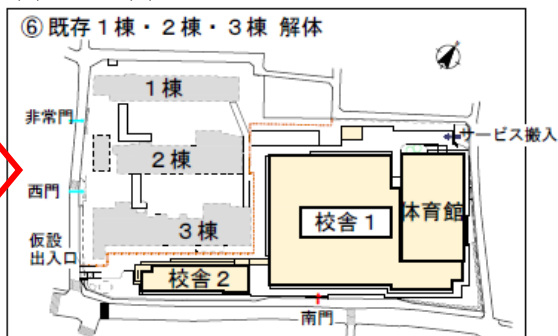 ⑥ 既存１棟・２棟・３棟 解体
１棟
非常門
サービス搬入
２棟
西門
校舎１
体育館
３棟
仮設
出入口
校舎２
南門